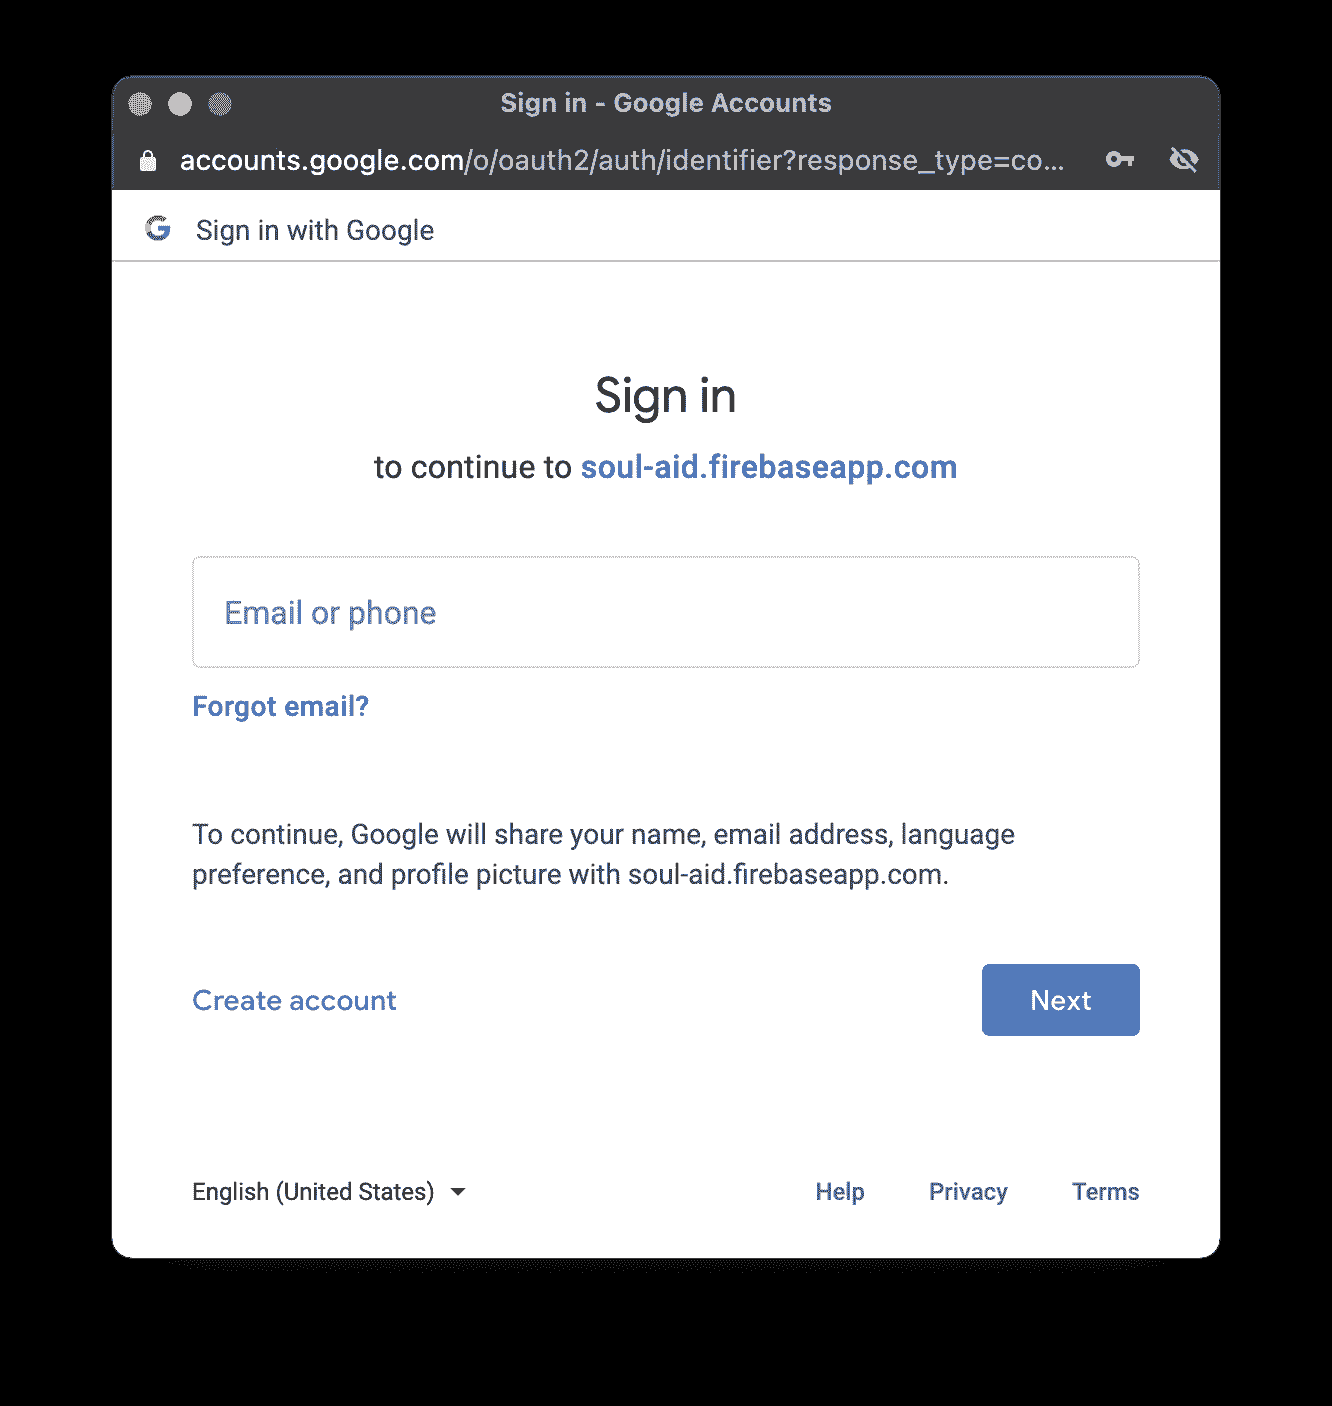 Sign in - Google Accounts
accounts.google.com/o/oauth2/auth/identifier?response_type=co...
Sign in with Google
Sign in
to continue to soul-aid.firebaseapp.com
Email or phone
Forgot email?
To continue, Google will share your name, email address, language
preference, and profile picture with soul-aid.firebaseapp.com.
Create account
Next
English (United States)
Help
Privacy
Terms